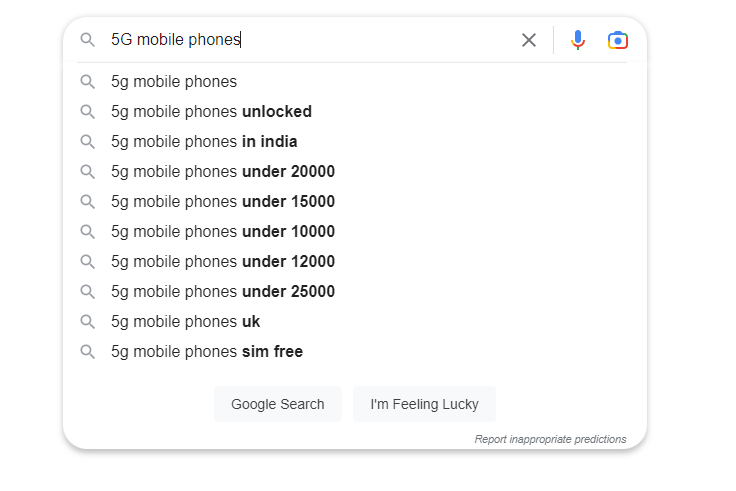 5G mobile phones
5g mobile phones
5g mobile phones unlocked
5g mobile phones in india
5g mobile phones under 20000
5g mobile phones under 15000
5g mobile phones under 10000
5g mobile phones under 12000
5g mobile phones under 25000
5g mobile phones uk
5g mobile phones sim free
Google Search I'm Feeling Lucky
Report inappropriate predictions